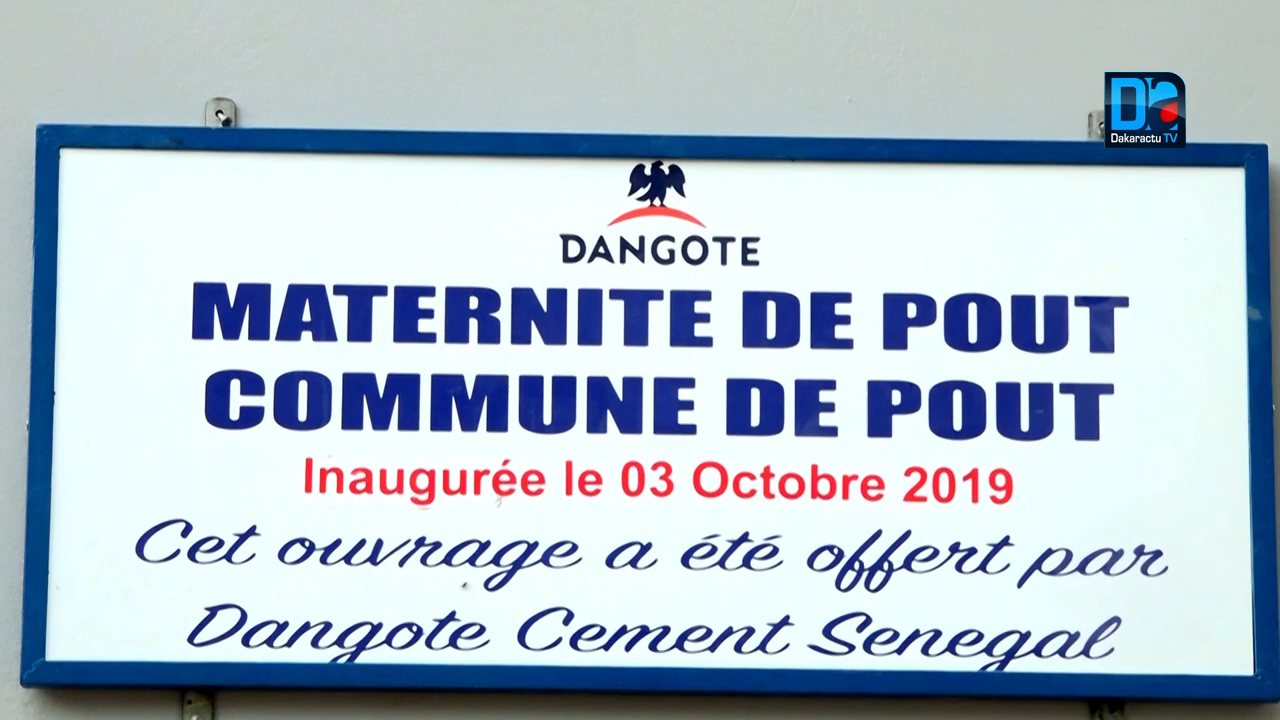 Dakaractu TV
DANGOTE
MATERNITE DE POUT
COMMUNE DE POUT
Inaugurée le 03 Octobre 2019
Cet ouvrage a été offert par
Dangote Cement Senegal